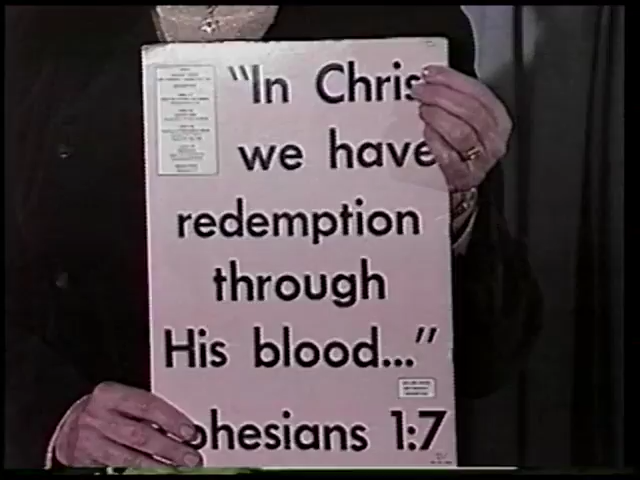 "In Chris
we have
redemption
through
His blood..."
phesians 1:7